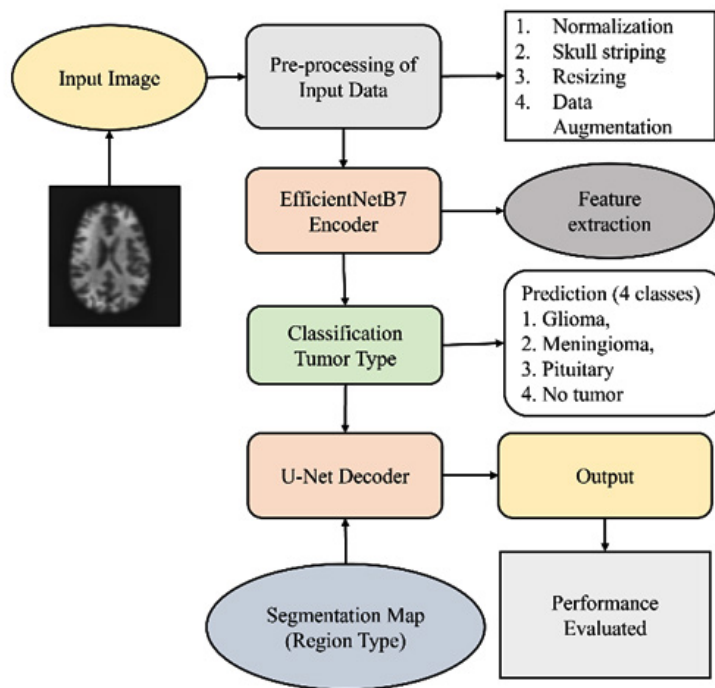 Input Image
Pre-processing of
Input Data
1. Normalization
2. Skull striping
3. Resizing
4. Data
Augmentation
EfficientNetB7
Encoder
Feature
extraction
Classification
Tumor Type
Prediction (4 classes)
1. Glioma,
2. Meningioma,
3. Pituitary
4. No tumor
U-Net Decoder
Output
Segmentation Map
(Region Type)
Performance
Evaluated